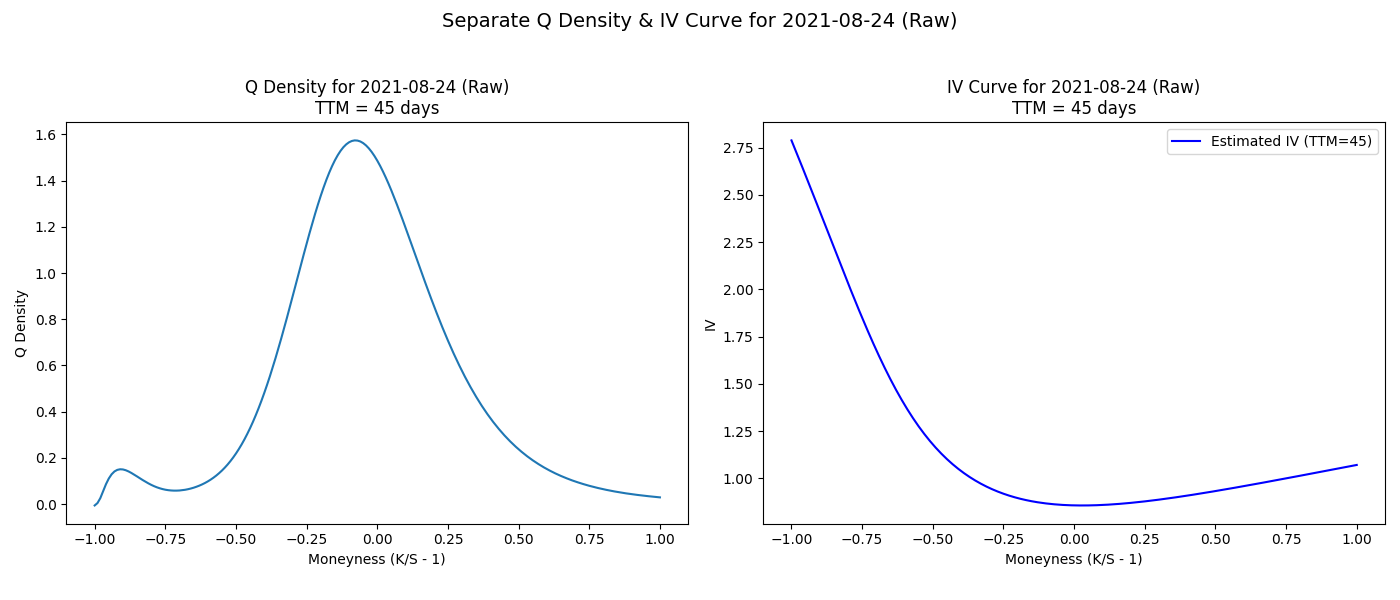 Separate Q Density & IV Curve for 2021-08-24 (Raw)
Q Density for 2021-08-24 (Raw)
TTM = 45 days
Q Density
1.6
1.4
1.2
1.0
0.8
0.6
0.4
0.2
0.0
−1.00 −0.75 −0.50 −0.25 0.00 0.25 0.50 0.75 1.00
Moneyness (K/S - 1)
IV Curve for 2021-08-24 (Raw)
TTM = 45 days
Estimated IV (TTM=45)
IV
2.75
2.50
2.25
2.00
1.75
1.50
1.25
1.00
−1.00 −0.75 −0.50 −0.25 0.00 0.25 0.50 0.75 1.00
Moneyness (K/S - 1)